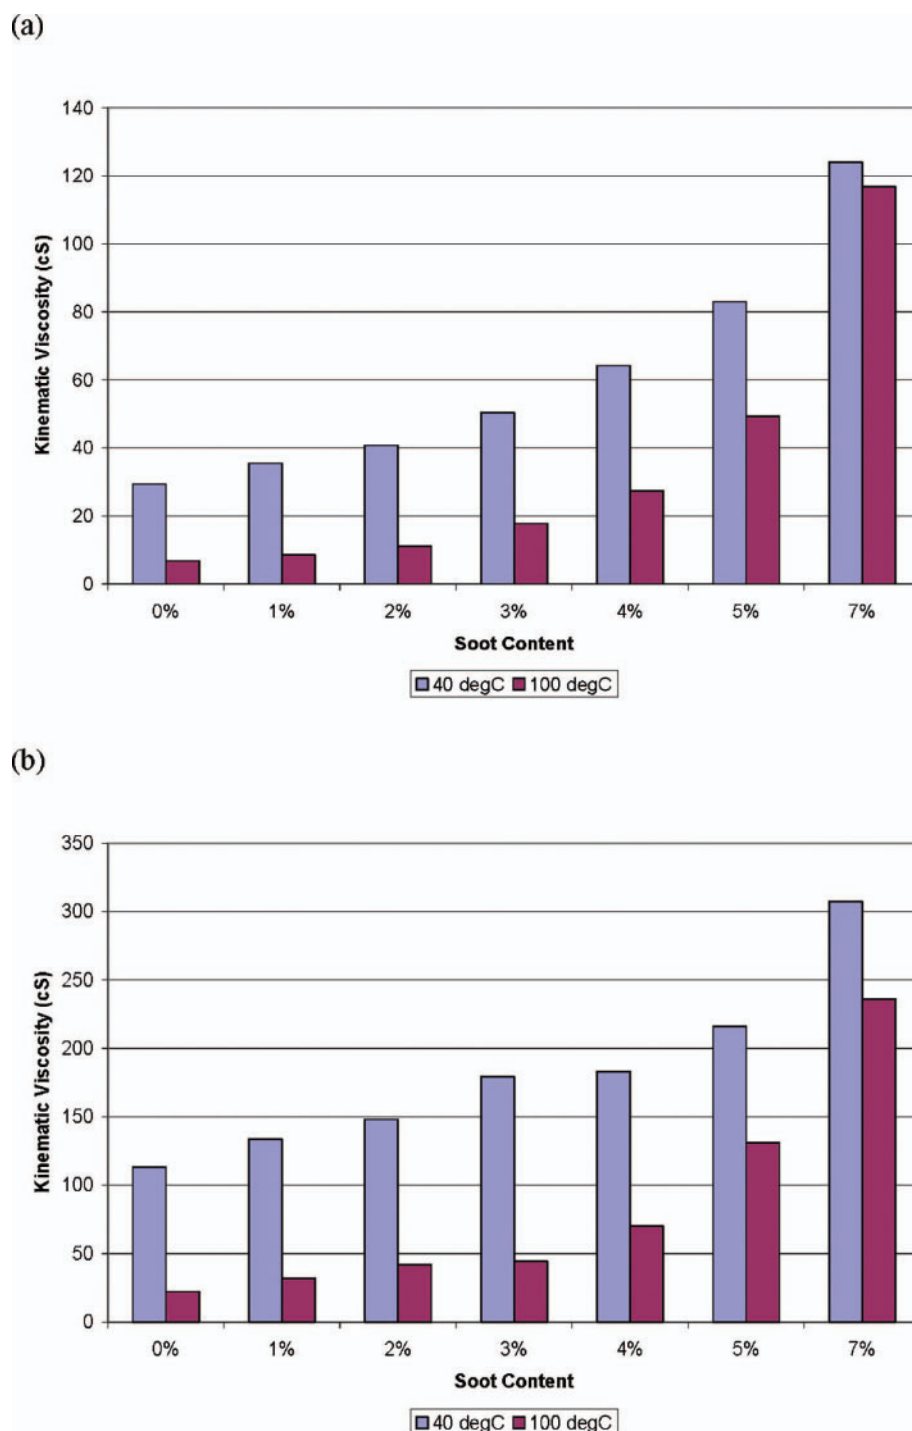 (a)
140
120
100
80
60
40
20
0
Kinematic Viscosity (cS)
0% 1% 2% 3% 4% 5% 7%
Soot Content
40 degC 100 degC
(b)
350
300
250
200
150
100
50
0
Kinematic Viscosity (cS)
0% 1% 2% 3% 4% 5% 7%
Soot Content
40 degC 100 degC